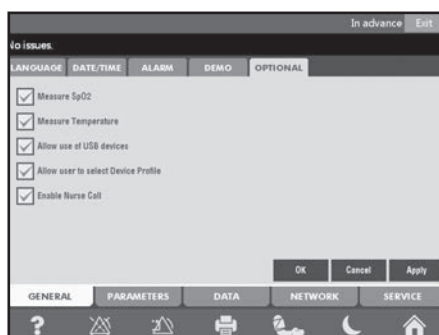 In advance Exit
No issues.
LANGUAGE DATE/TIME ALARM DEMO OPTIONAL
Measure SpO2
Measure Temperature
Allow use of USB devices
Allow user to select Device Profile
Enable Nurse Call
OK Cancel Apply
GENERAL PARAMETERS DATA NETWORK SERVICE
?